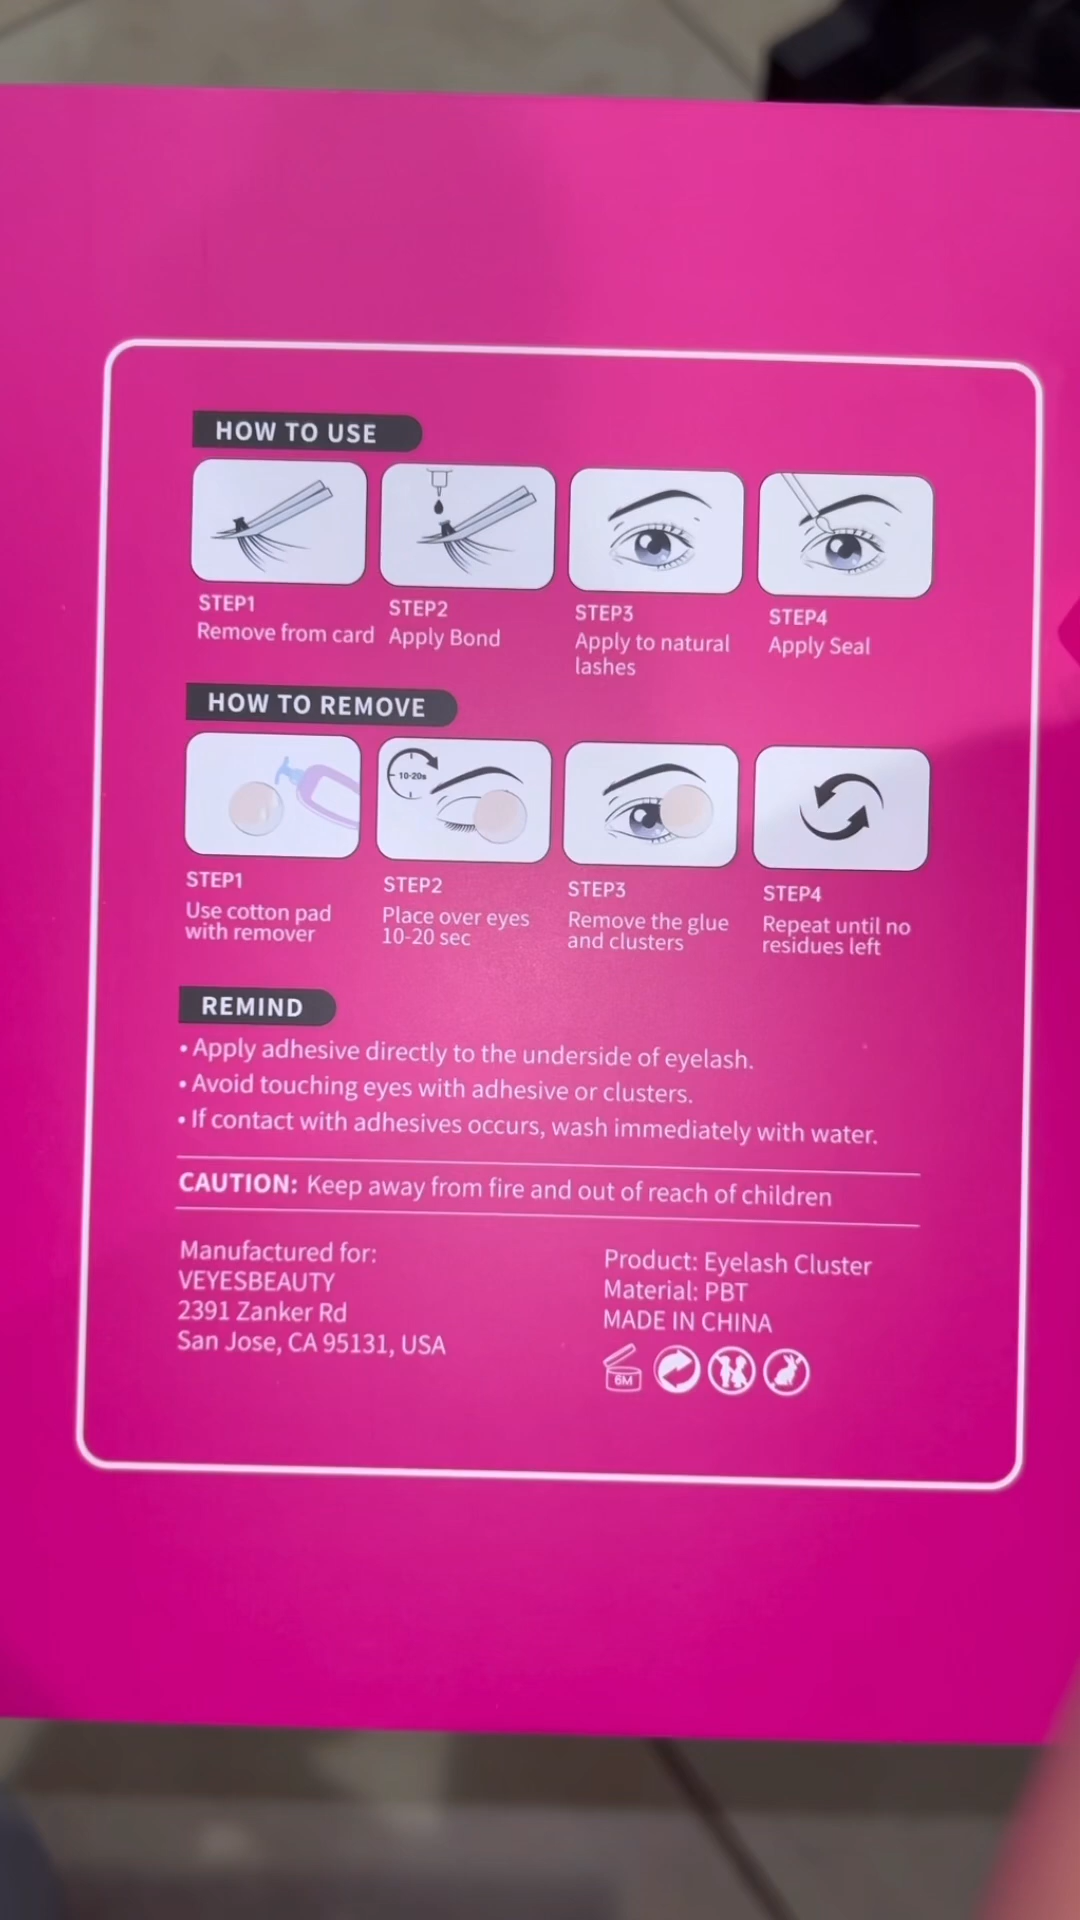 HOW TO USE
STEP1
Remove from card
STEP2
Apply Bond
STEP3
Apply to natural
lashes
STEP4
Apply Seal
HOW TO REMOVE
10-20s
STEP1
Use cotton pad
with remover
STEP2
Place over eyes
10-20 sec
STEP3
Remove the glue
and clusters
STEP4
Repeat until no
residues left
REMIND
• Apply adhesive directly to the underside of eyelash.
• Avoid touching eyes with adhesive or clusters.
• If contact with adhesives occurs, wash immediately with water.
CAUTION: Keep away from fire and out of reach of children
Manufactured for:
VEYESBEAUTY
2391 Zanker Rd
San Jose, CA 95131, USA
Product: Eyelash Cluster
Material: PBT
MADE IN CHINA
6M